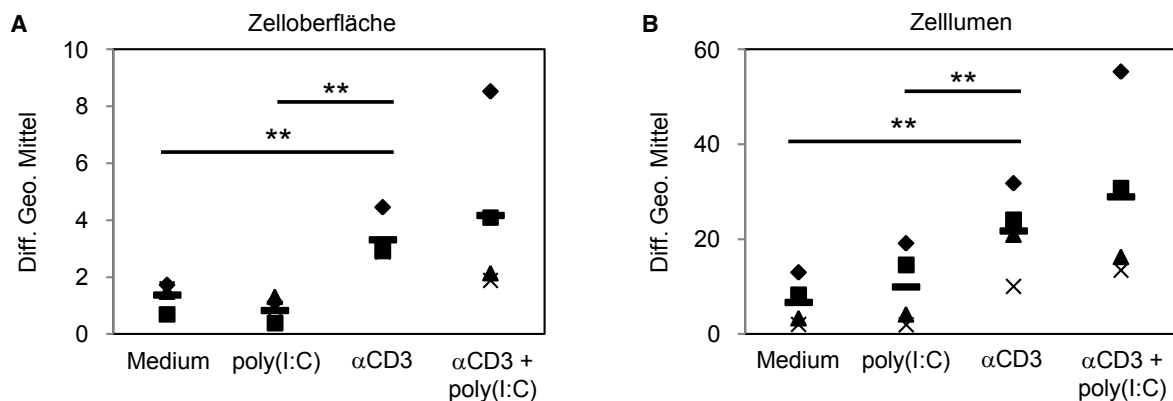 A
Zelloberfläche
Diff. Geo. Mittel
10
8
6
4
2
0
**
**
Medium
poly(I:C)
αCD3
αCD3 +
poly(I:C)
B
Zelllumen
Diff. Geo. Mittel
60
40
20
0
**
**
Medium
poly(I:C)
αCD3
αCD3 +
poly(I:C)